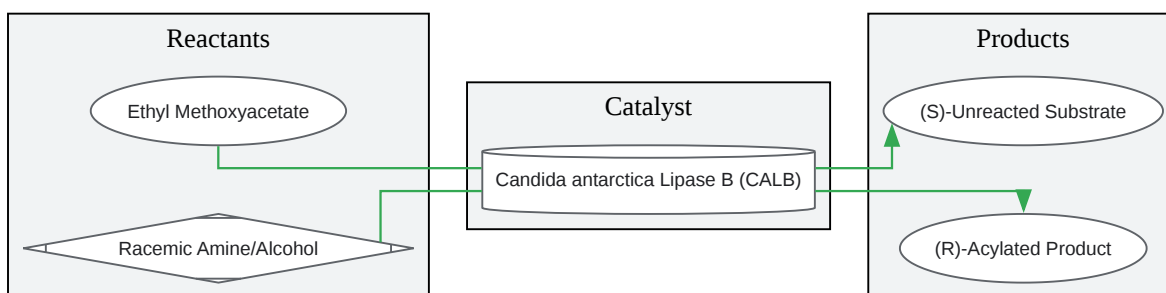 Reactants
Ethyl Methoxyacetate
Racemic Amine/Alcohol
Catalyst
Candida antarctica Lipase B (CALB)
Products
(S)-Unreacted Substrate
(R)-Acylated Product